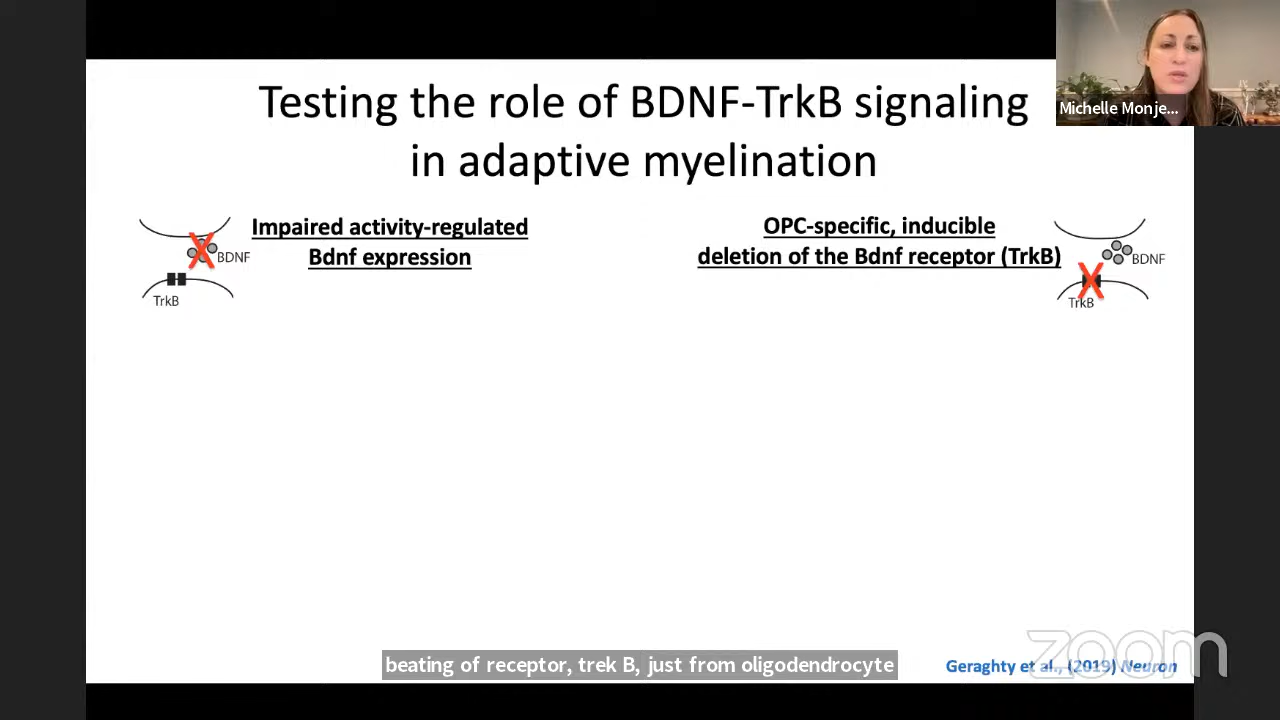 Michelle Monje...
Testing the role of BDNF-TrkB signaling
in adaptive myelination
Impaired activity-regulated
Bdnf expression
BDNF
TrkB
OPC-specific, inducible
deletion of the Bdnf receptor (TrkB)
BDNF
TrkB
beating of receptor, trek B, just from oligodendrocyte
Geraghty et al., (2019) Neuron
zoom